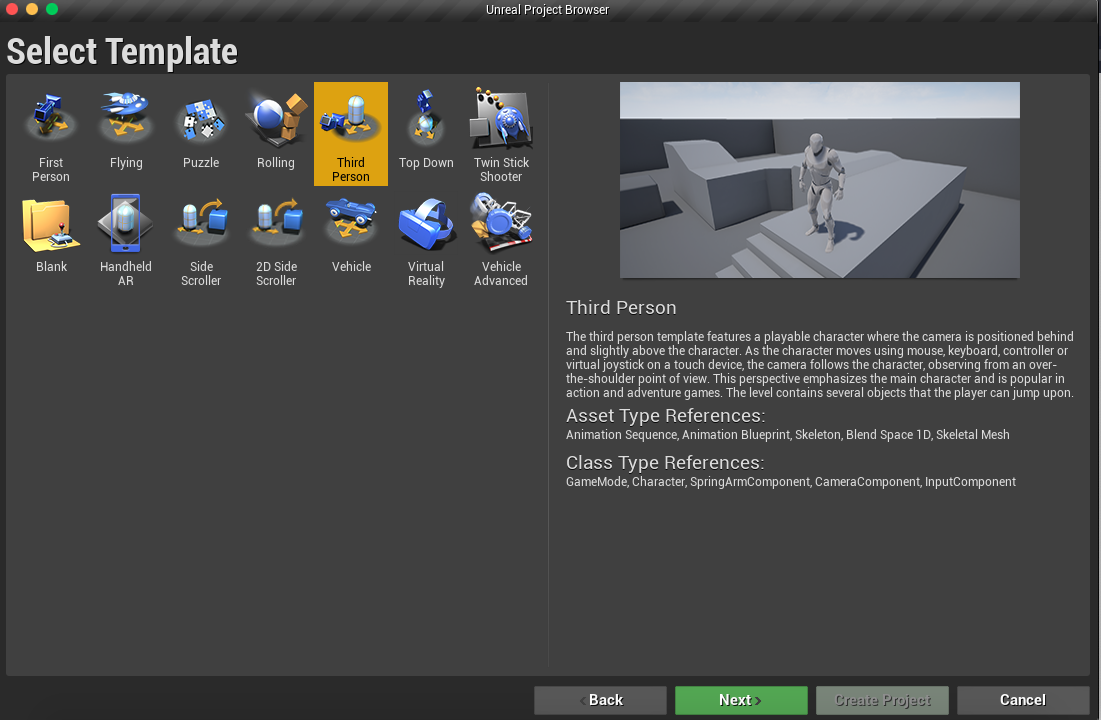 Unreal Project Browser
Select Template
First
Person
Flying
Puzzle
Rolling
Third
Person
Top Down
Twin Stick
Shooter
Blank
Handheld
AR
Side
Scroller
2D Side
Scroller
Vehicle
Virtual
Reality
Vehicle
Advanced
Third Person
The third person template features a playable character where the camera is positioned behind
and slightly above the character. As the character moves using mouse, keyboard, controller or
virtual joystick on a touch device, the camera follows the character, observing from an over-
the-shoulder point of view. This perspective emphasizes the main character and is popular in
action and adventure games. The level contains several objects that the player can jump upon.
Asset Type References:
Animation Sequence, Animation Blueprint, Skeleton, Blend Space 1D, Skeletal Mesh
Class Type References:
GameMode, Character, SpringArmComponent, CameraComponent, InputComponent
< Back
Next >
Create Project
Cancel